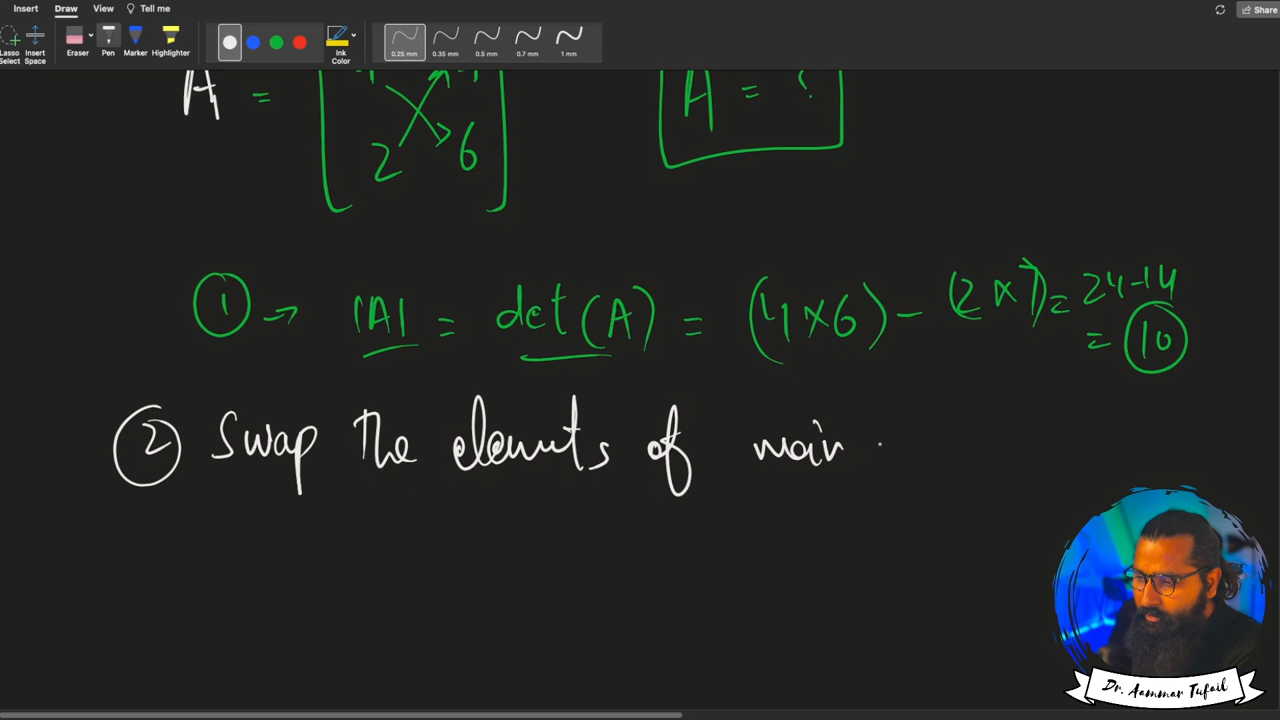 Insert Draw View Tell me Share
Lasso Select Insert Space Eraser Pen Marker Highlighter Ink Color 0.25 mm 0.35 mm 0.5 mm 0.7 mm 1 mm
A = A = ?
2 6
1 → |A| = det (A) = (4 × 6) - (2 × 7) = 24-14
= 10
2 Swap the elements of main
Dr. Aammar Tufail